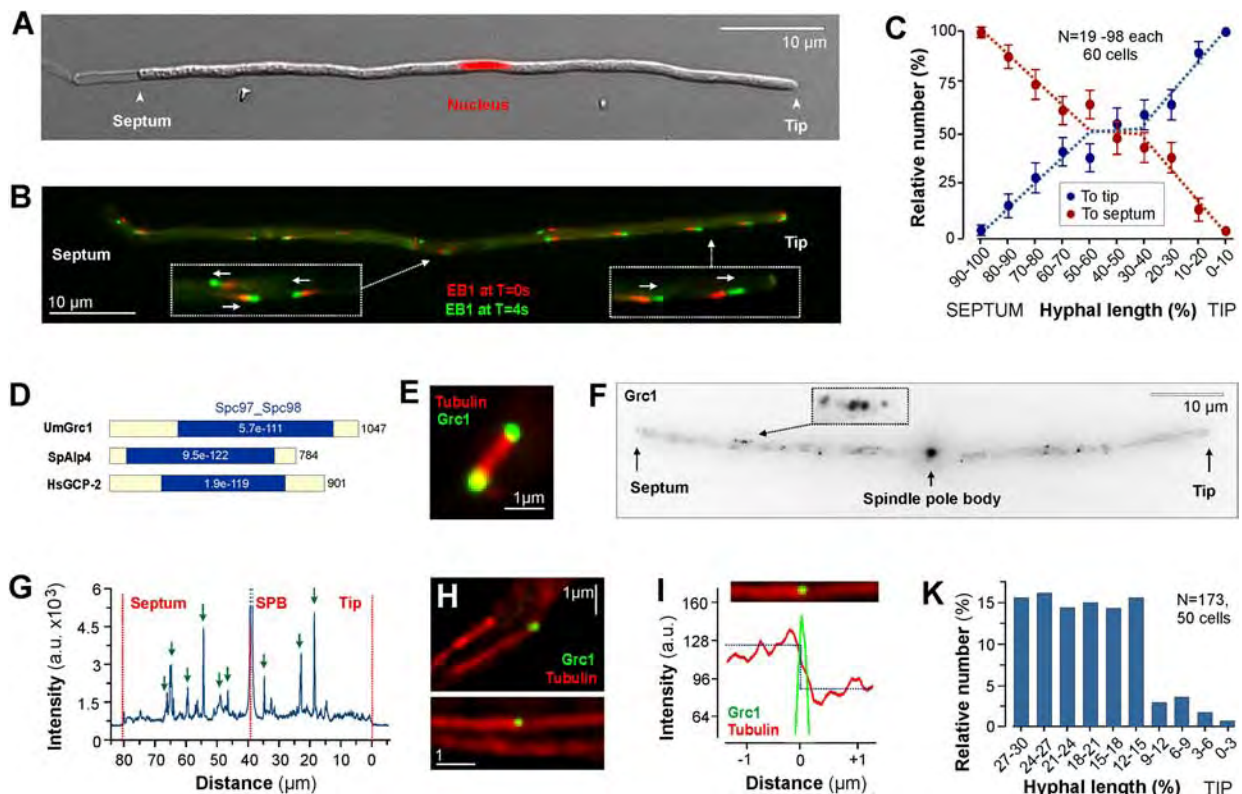 A
10 µm
Nucleus
Septum
Tip
B
Septum
Tip
EB1 at T=0s
EB1 at T=4s
10 µm
C
N=19 -98 each
60 cells
Relative number (%)
100
75
50
25
0
To tip
To septum
90-100
80-90
70-80
60-70
50-60
40-50
30-40
20-30
10-20
0-10
SEPTUM Hyphal length (%) TIP
D
Spc97_Spc98
UmGrc1 5.7e-111 1047
SpAlp4 9.5e-122 784
HsGCP-2 1.9e-119 901
E
Tubulin
Grc1
1µm
F
Grc1
10 µm
Septum
Spindle pole body
Tip
G
Intensity (a.u. x10³)
6
4.5
3
1.5
0
Septum SPB Tip
80 70 60 50 40 30 20 10 0
Distance (µm)
H
1µm
Grc1
Tubulin
1
I
Intensity (a.u.)
160
128
96
64
Grc1
Tubulin
-1 0 +1
Distance (µm)
K
N=173,
50 cells
Relative number (%)
15
10
5
0
27-30
24-27
21-24
18-21
15-18
12-15
9-12
6-9
3-6
0-3
Hyphal length (%) TIP